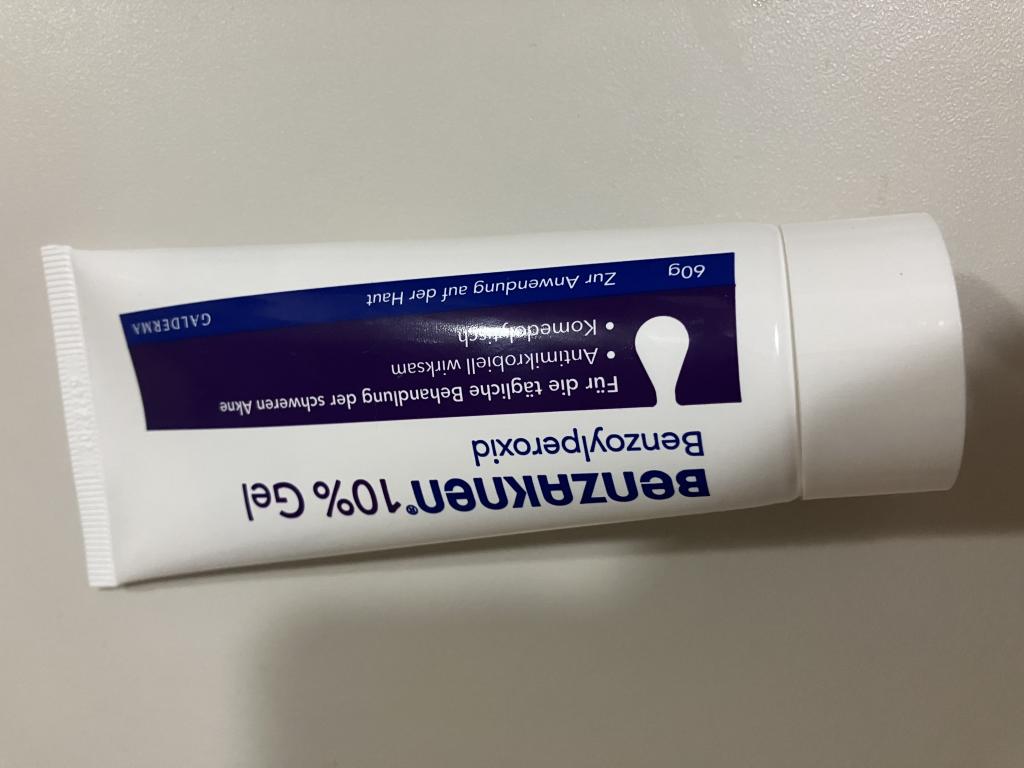 BENZAKNEN® 10% Gel
Benzoylperoxid
Für die tägliche Behandlung der schweren Akne
• Antimikrobiell wirksam
• Komedolytisch
60g Zur Anwendung auf der Haut GALDERMA